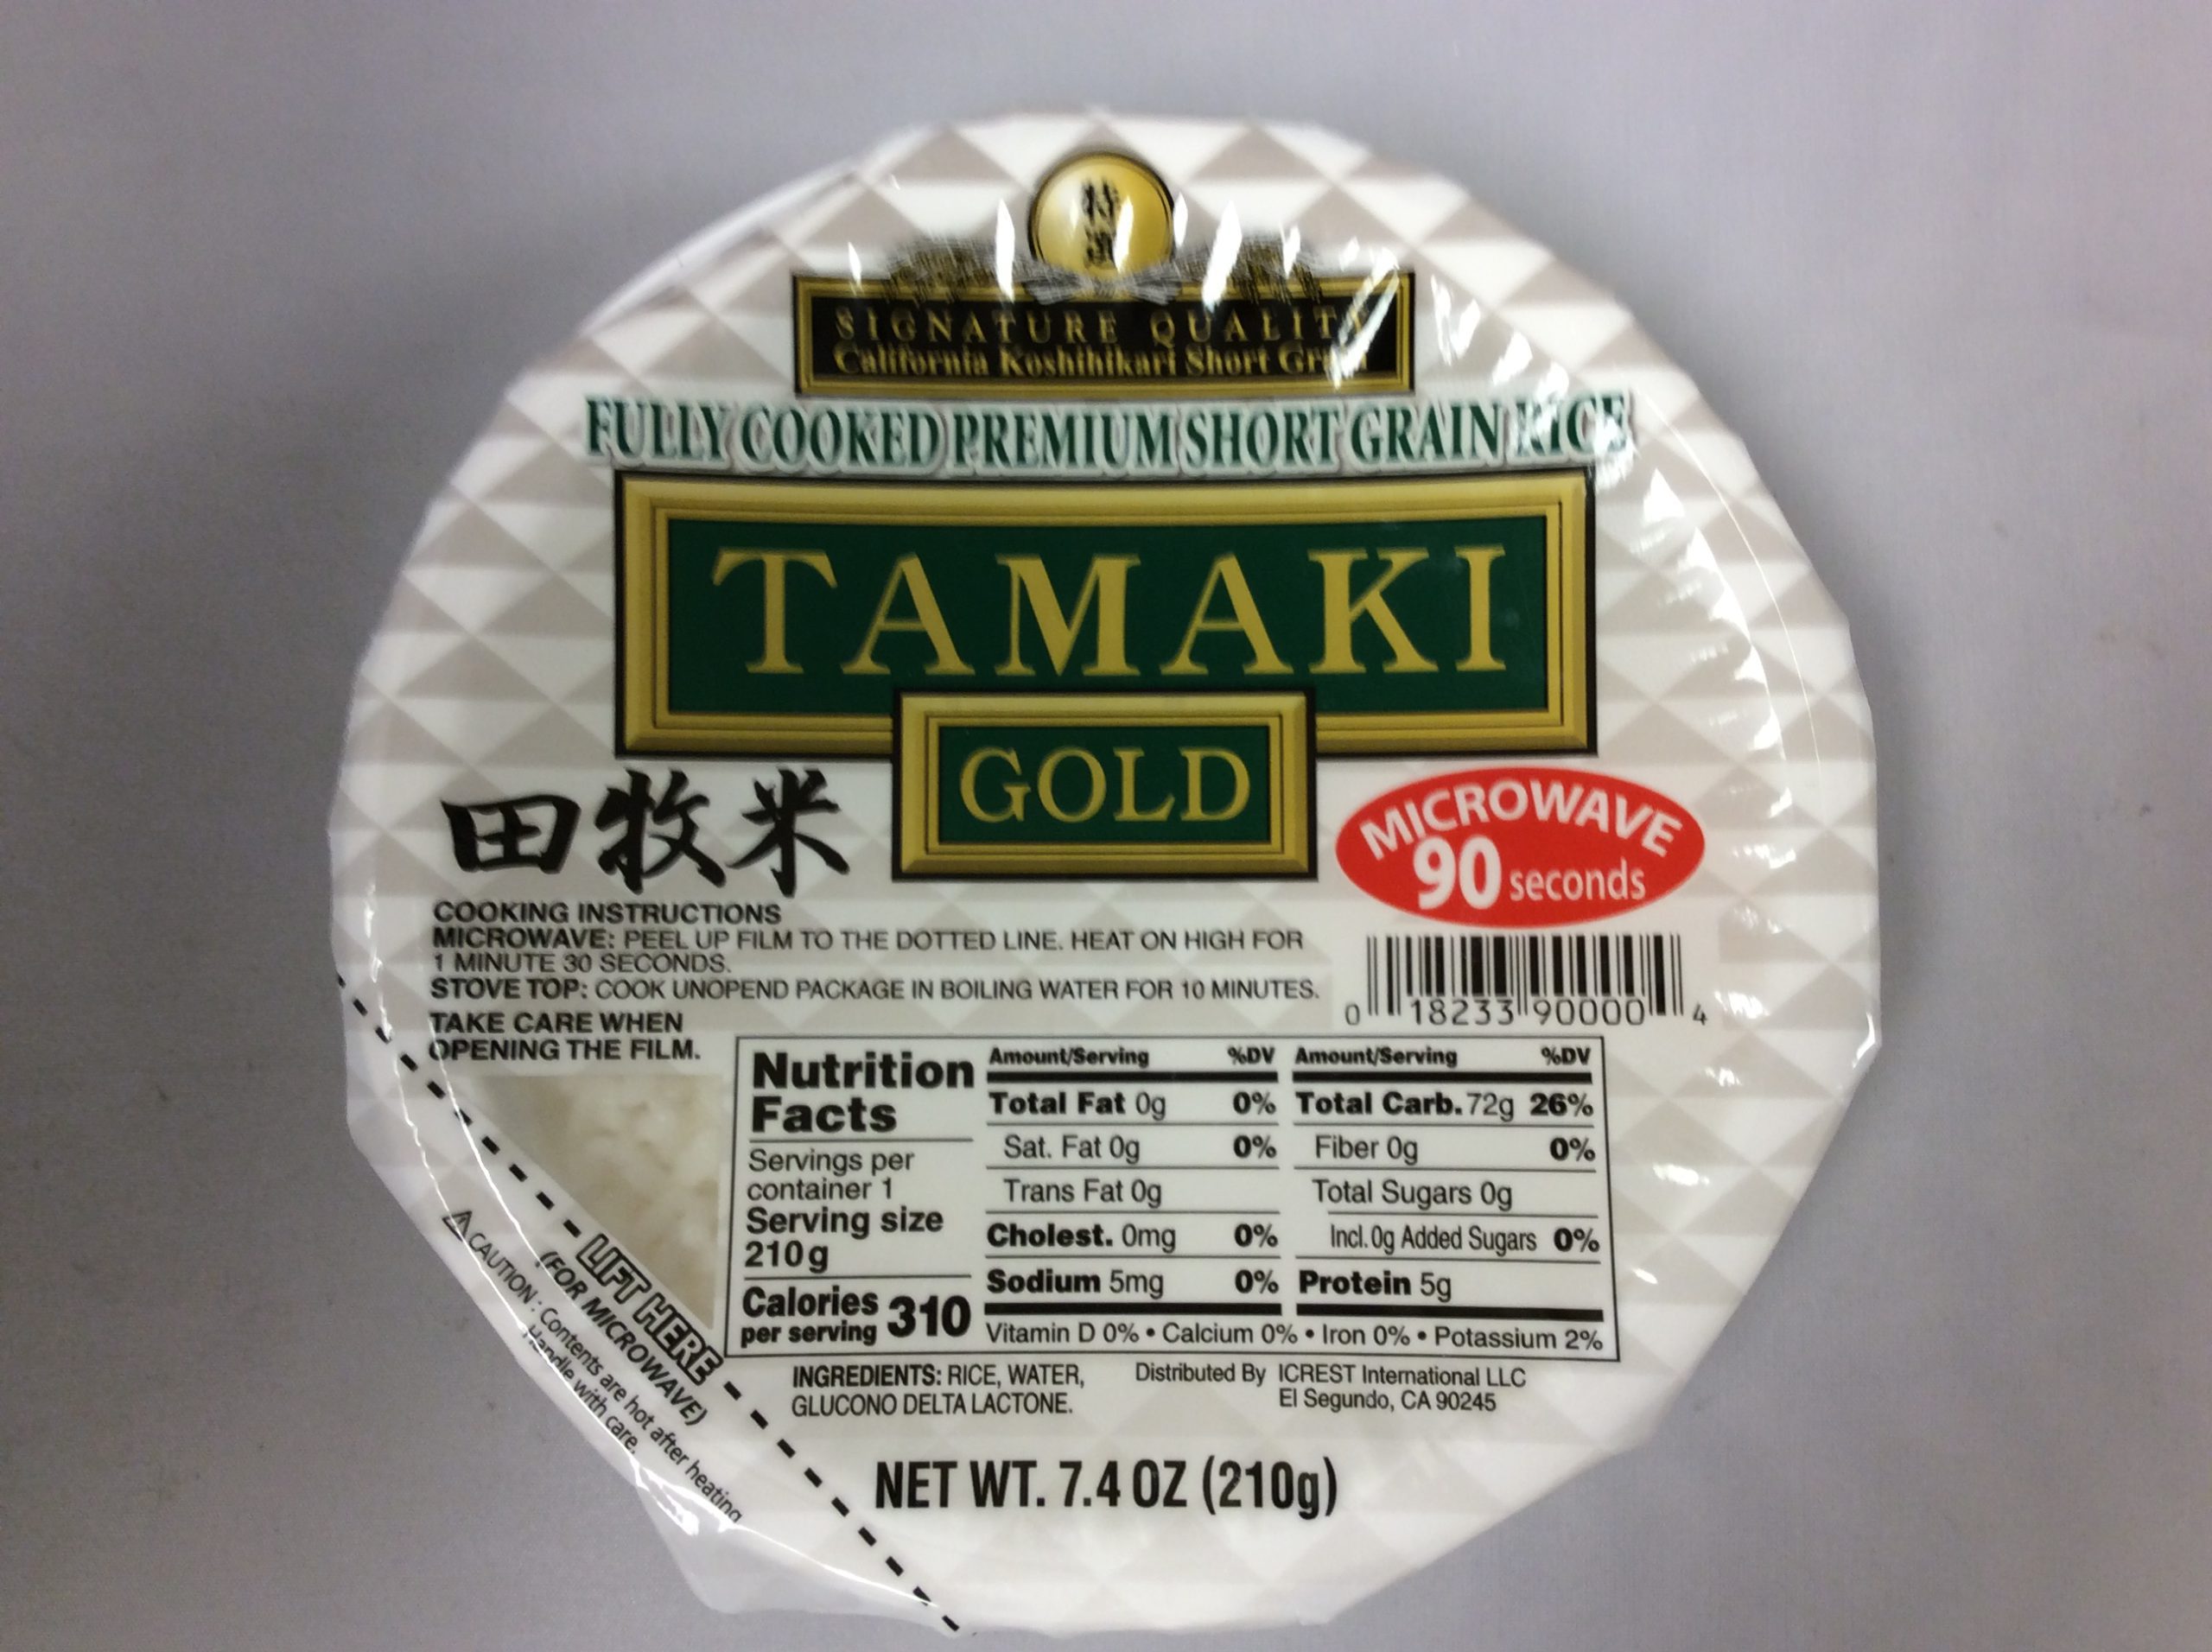 特選
SIGNATURE QUALITY
California Koshihikari Short Grain
FULLY COOKED PREMIUM SHORT GRAIN RICE
TAMAKI
GOLD
田牧米
MICROWAVE
90 seconds
COOKING INSTRUCTIONS
MICROWAVE: PEEL UP FILM TO THE DOTTED LINE. HEAT ON HIGH FOR
1 MINUTE 30 SECONDS.
STOVE TOP: COOK UNOPEND PACKAGE IN BOILING WATER FOR 10 MINUTES.
TAKE CARE WHEN
OPENING THE FILM.
0 18233 90000 4
Nutrition
Facts
Servings per
container 1
Serving size
210g
Calories
per serving 310
Amount/Serving %DV
Total Fat 0g 0%
Sat. Fat 0g 0%
Trans Fat 0g
Cholest. 0mg 0%
Sodium 5mg 0%
Amount/Serving %DV
Total Carb. 72g 26%
Fiber 0g 0%
Total Sugars 0g
Incl. 0g Added Sugars 0%
Protein 5g
Vitamin D 0% • Calcium 0% • Iron 0% • Potassium 2%
LIFT HERE
(FOR MICROWAVE)
⚠CAUTION : Contents are hot after heating
Handle with care.
INGREDIENTS: RICE, WATER,
GLUCONO DELTA LACTONE.
Distributed By ICREST International LLC
El Segundo, CA 90245
NET WT. 7.4 OZ (210g)